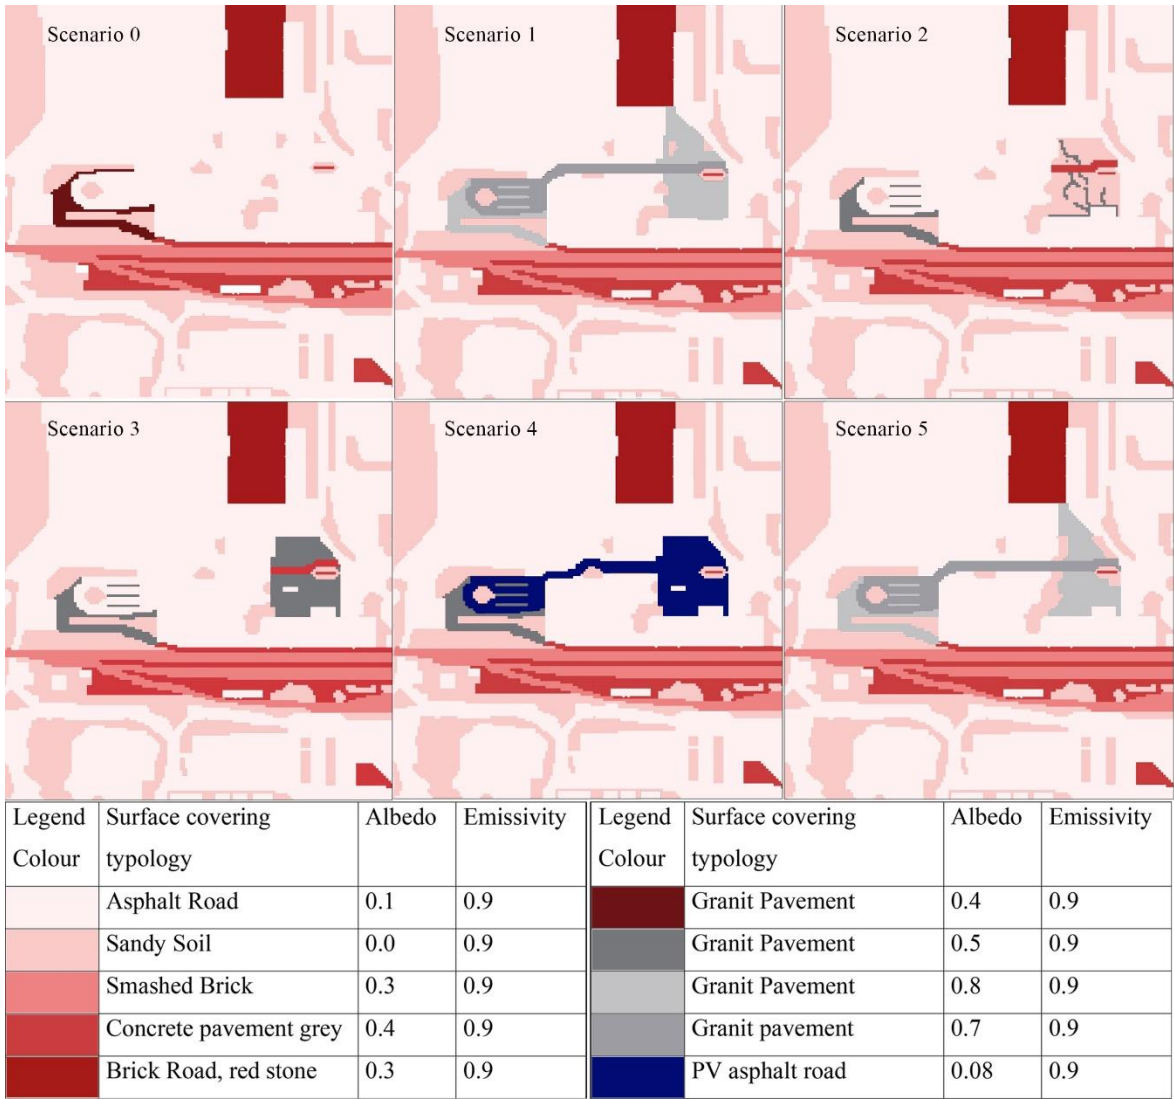 Scenario 0
Scenario 1
Scenario 2
Scenario 3
Scenario 4
Scenario 5
Legend Colour Surface covering typology Albedo Emissivity
Asphalt Road 0.1 0.9
Sandy Soil 0.0 0.9
Smashed Brick 0.3 0.9
Concrete pavement grey 0.4 0.9
Brick Road, red stone 0.3 0.9
Legend Colour Surface covering typology Albedo Emissivity
Granit Pavement 0.4 0.9
Granit Pavement 0.5 0.9
Granit Pavement 0.8 0.9
Granit pavement 0.7 0.9
PV asphalt road 0.08 0.9